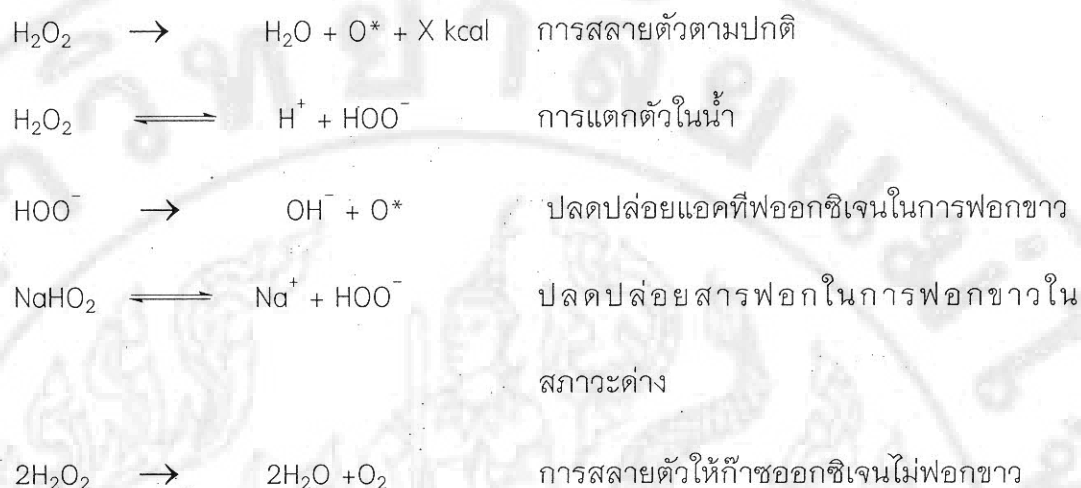 H₂O₂ → H₂O + O* + X kcal การสลายตัวตามปกติ
H₂O₂ ⇌ H⁺ + HOO⁻ การแตกตัวในน้ำ
HOO⁻ → OH⁻ + O* ปลดปล่อยแอคทีฟออกซิเจนในการฟอกขาว
NaHO₂ ⇌ Na⁺ + HOO⁻ ปลดปล่อยสารฟอกในการฟอกขาวใน
สภาวะด่าง
2H₂O₂ → 2H₂O +O₂ การสลายตัวให้ก๊าซออกซิเจนไม่ฟอกขาว